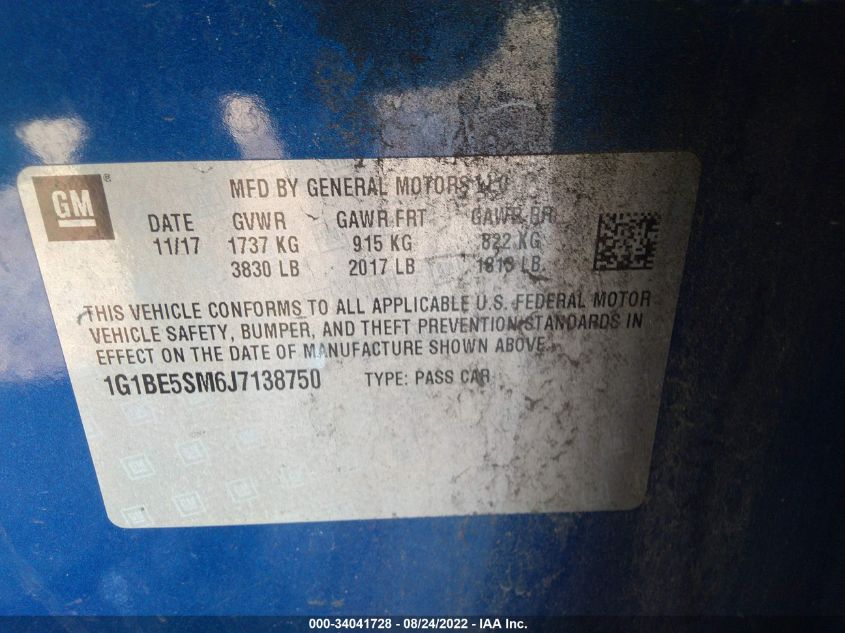 GM ®
MFD BY GENERAL MOTORS LLC
DATE GVWR GAWR FRT GAWR RR
11/17 1737 KG 915 KG 822 KG
3830 LB 2017 LB 1813 LB
THIS VEHICLE CONFORMS TO ALL APPLICABLE U.S. FEDERAL MOTOR
VEHICLE SAFETY, BUMPER, AND THEFT PREVENTION STANDARDS IN
EFFECT ON THE DATE OF MANUFACTURE SHOWN ABOVE.
1G1BE5SM6J7138750 TYPE: PASS CAR
000-34041728 - 08/24/2022 - IAA Inc.